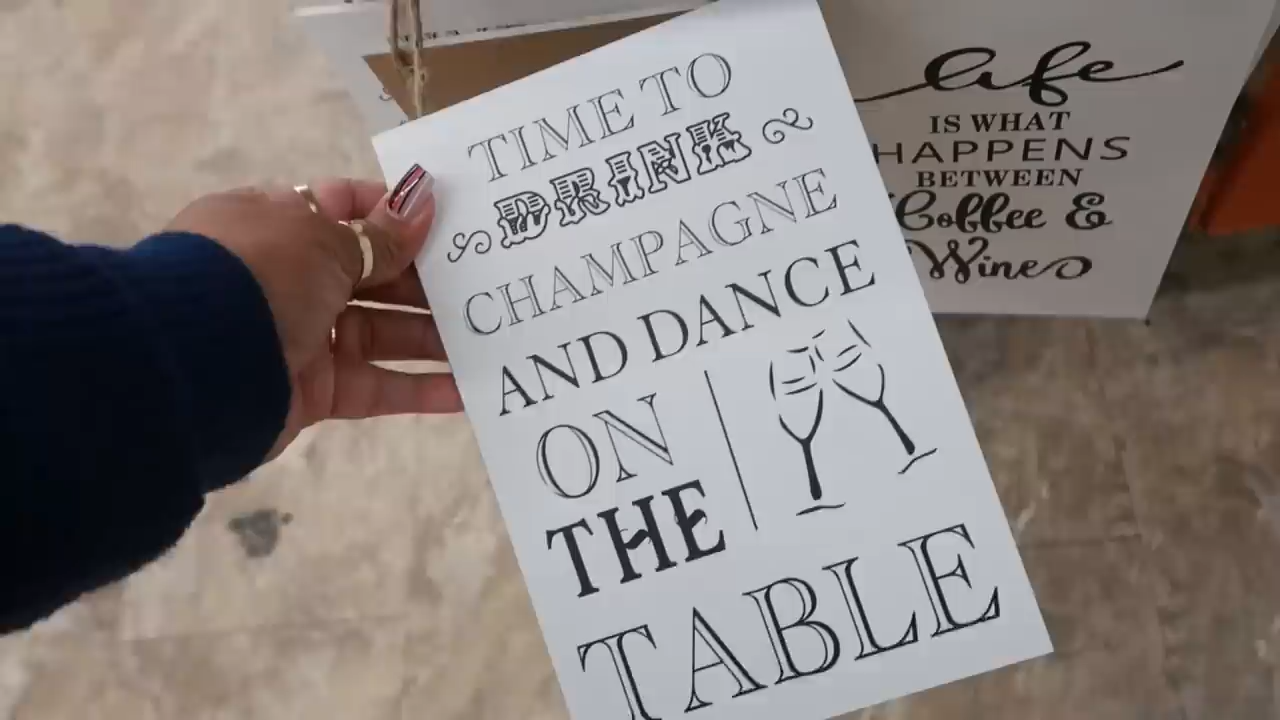 TIME TO
DRINK
CHAMPAGNE
AND DANCE
ON
THE
TABLE
Life
IS WHAT
HAPPENS
BETWEEN
Coffee &
Wine